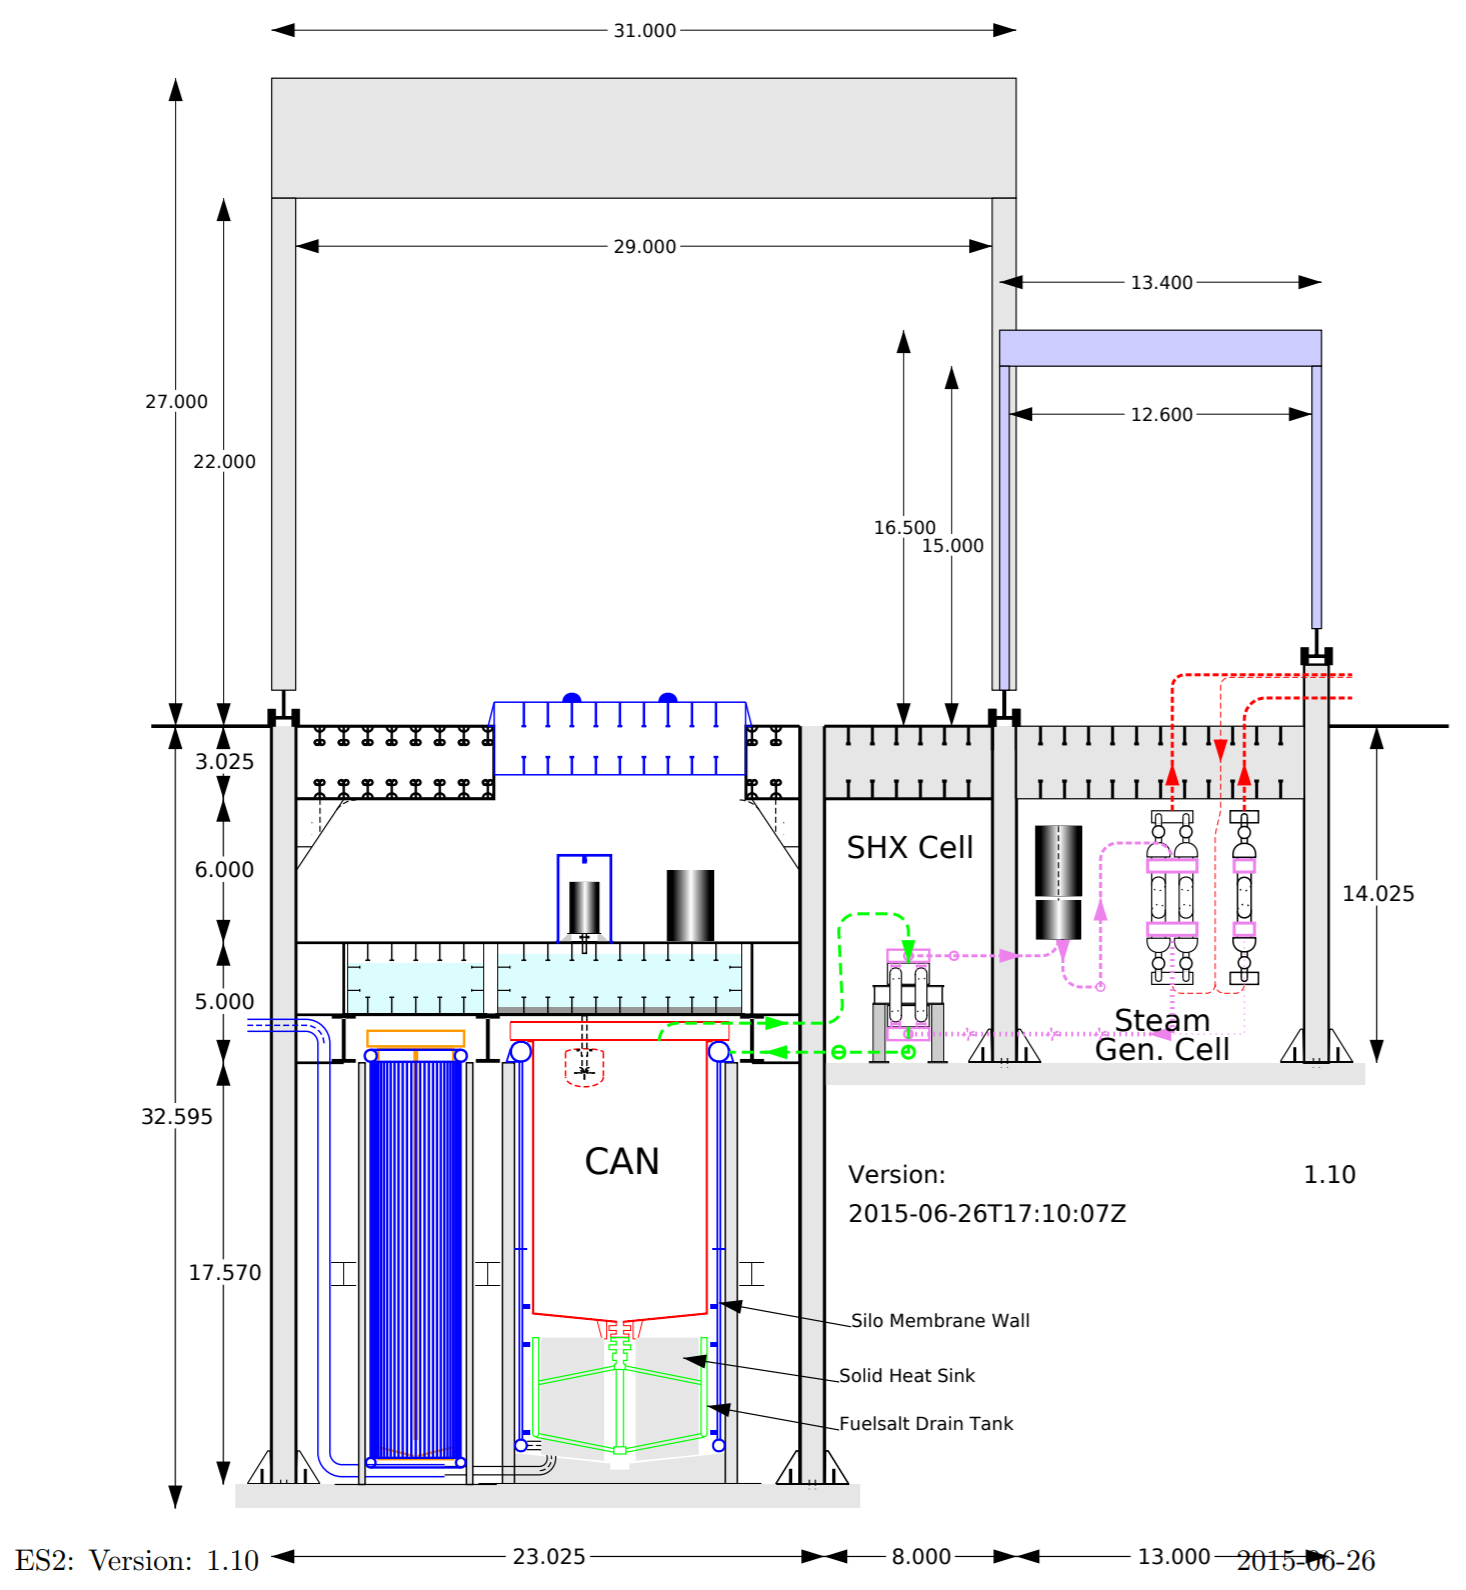 31.000
29.000
13.400
27.000
12.600
22.000
16.500
15.000
3.025
SHX Cell
6.000
14.025
5.000
Steam
Gen. Cell
32.595
CAN
Version: 1.10
2015-06-26T17:10:07Z
17.570
Silo Membrane Wall
Solid Heat Sink
Fuelsalt Drain Tank
23.025 8.000 13.000
ES2: Version: 1.10 2015-06-26